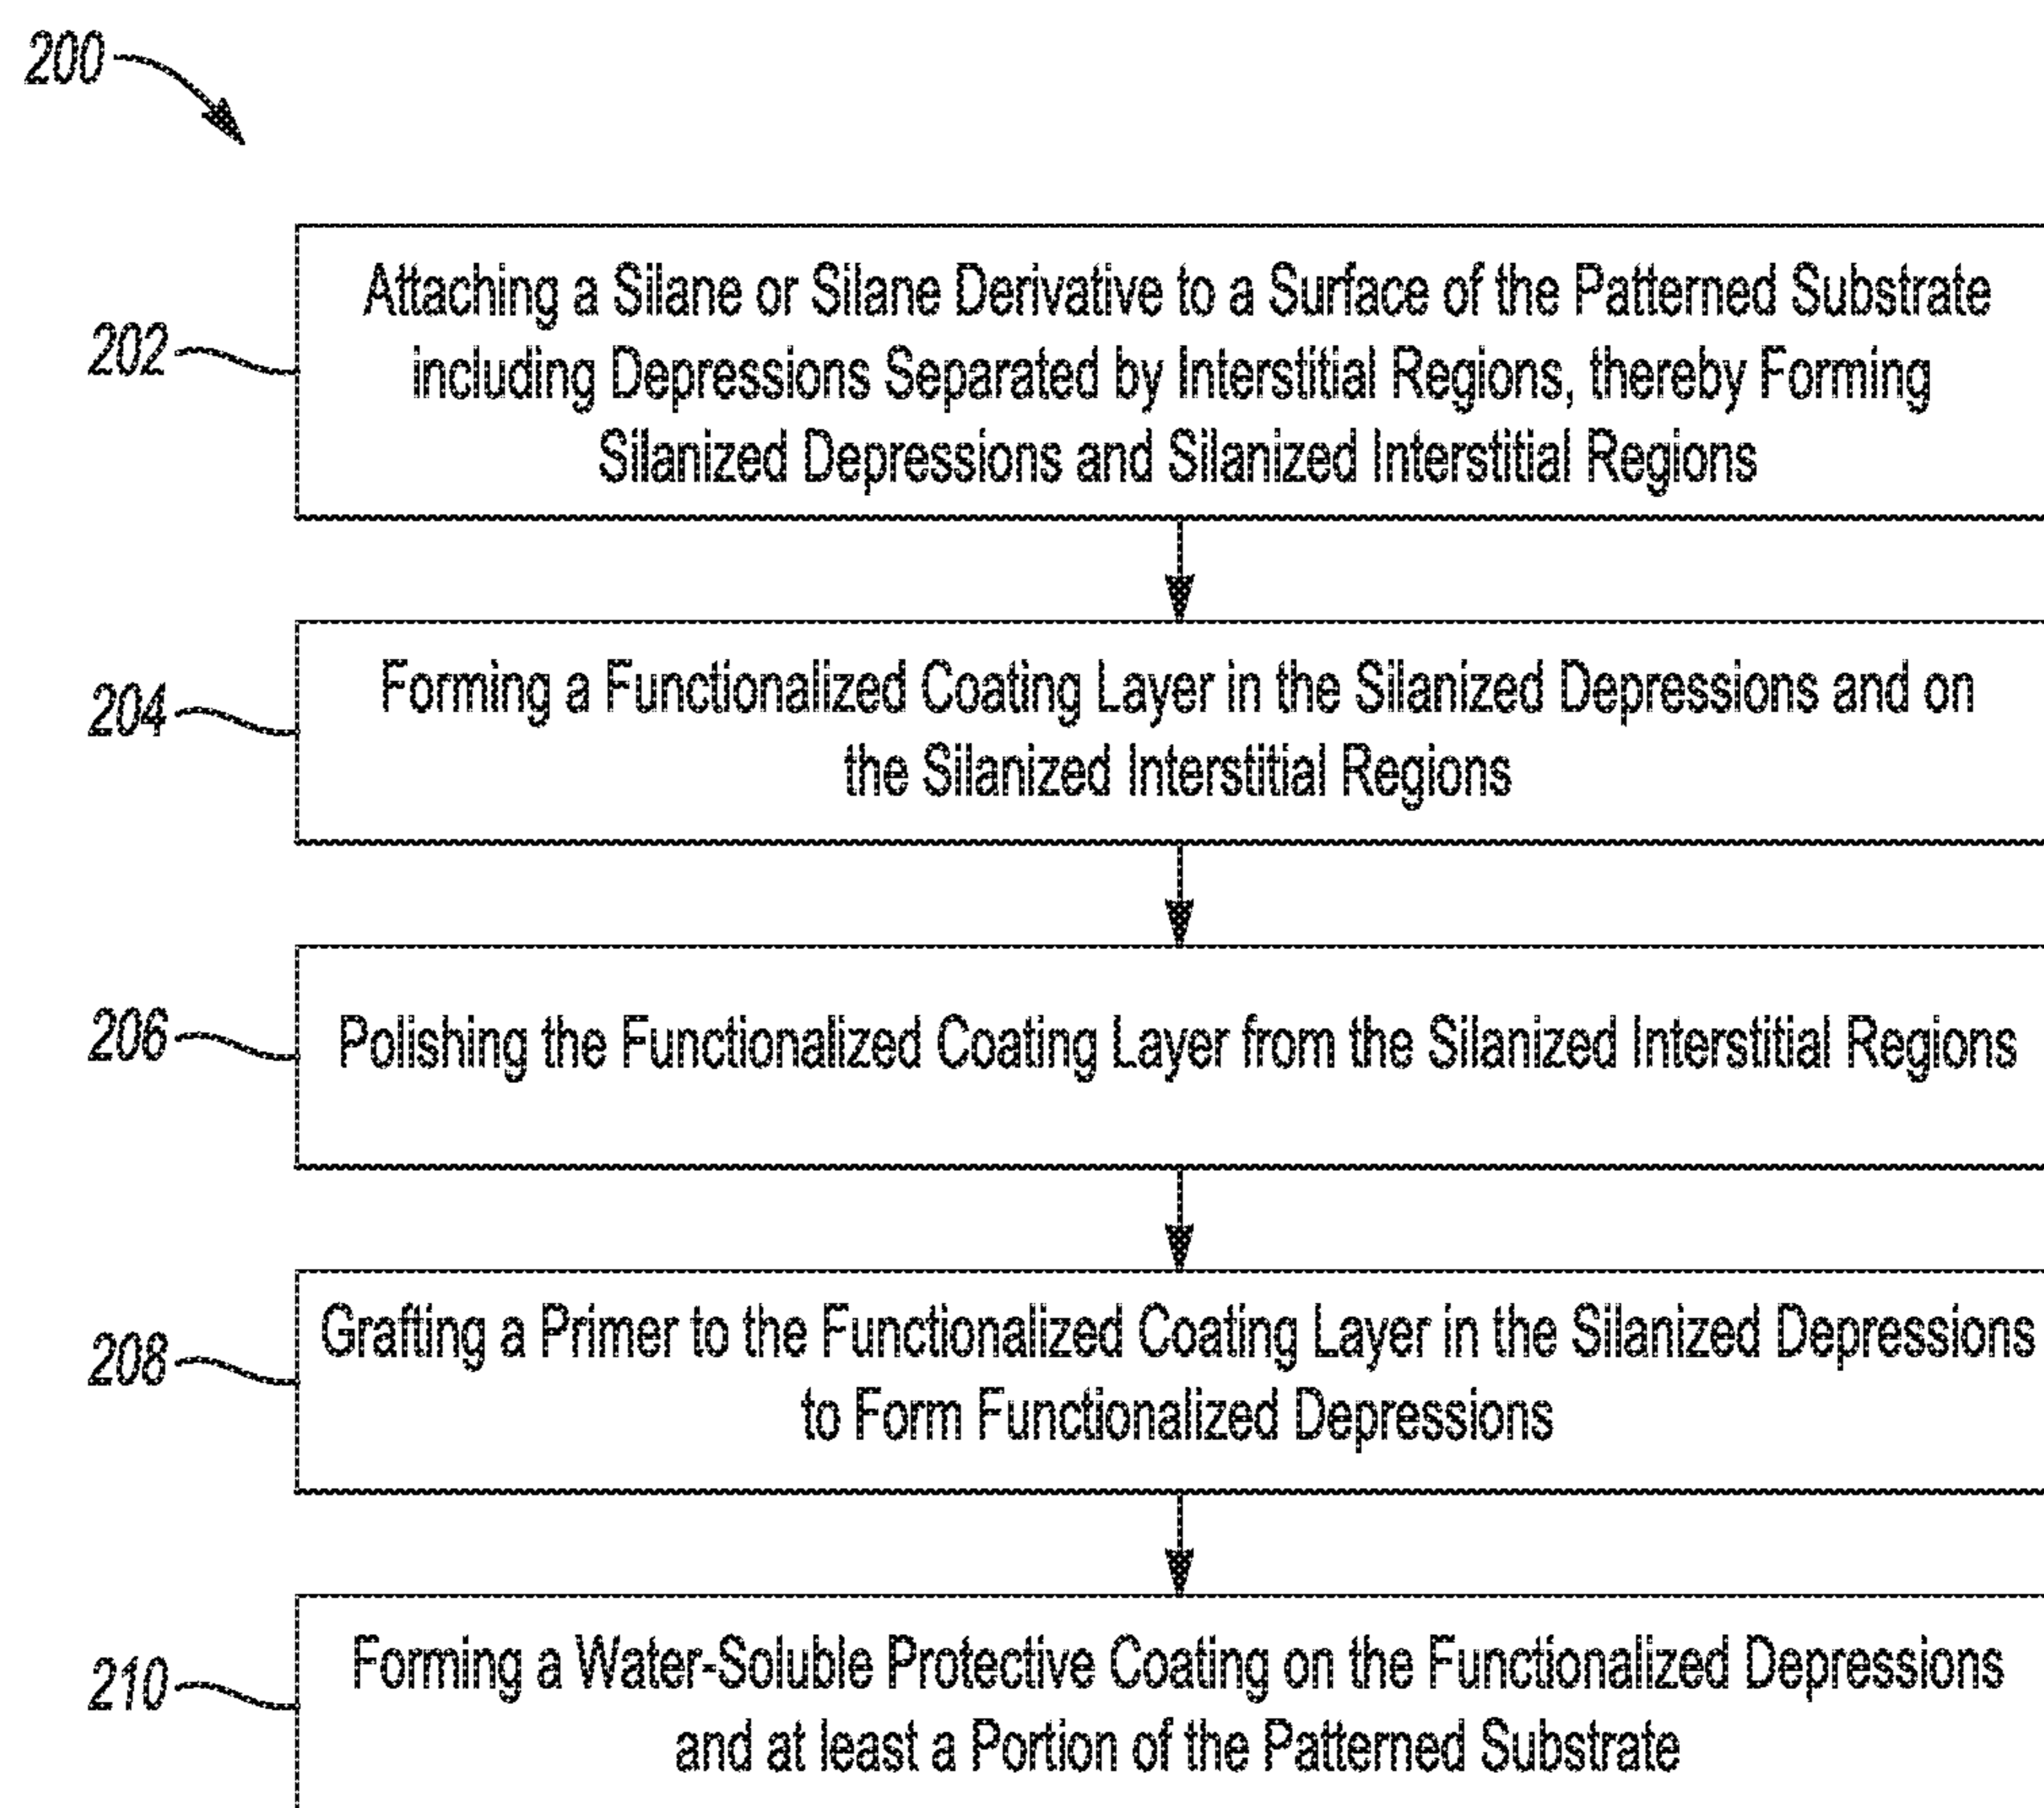 200
202
Attaching a Silane or Silane Derivative to a Surface of the Patterned Substrate
including Depressions Separated by Interstitial Regions, thereby Forming
Silanized Depressions and Silanized Interstitial Regions
204
Forming a Functionalized Coating Layer in the Silanized Depressions and on
the Silanized Interstitial Regions
206
Polishing the Functionalized Coating Layer from the Silanized Interstitial Regions
208
Grafting a Primer to the Functionalized Coating Layer in the Silanized Depressions
to Form Functionalized Depressions
210
Forming a Water-Soluble Protective Coating on the Functionalized Depressions
and at least a Portion of the Patterned Substrate